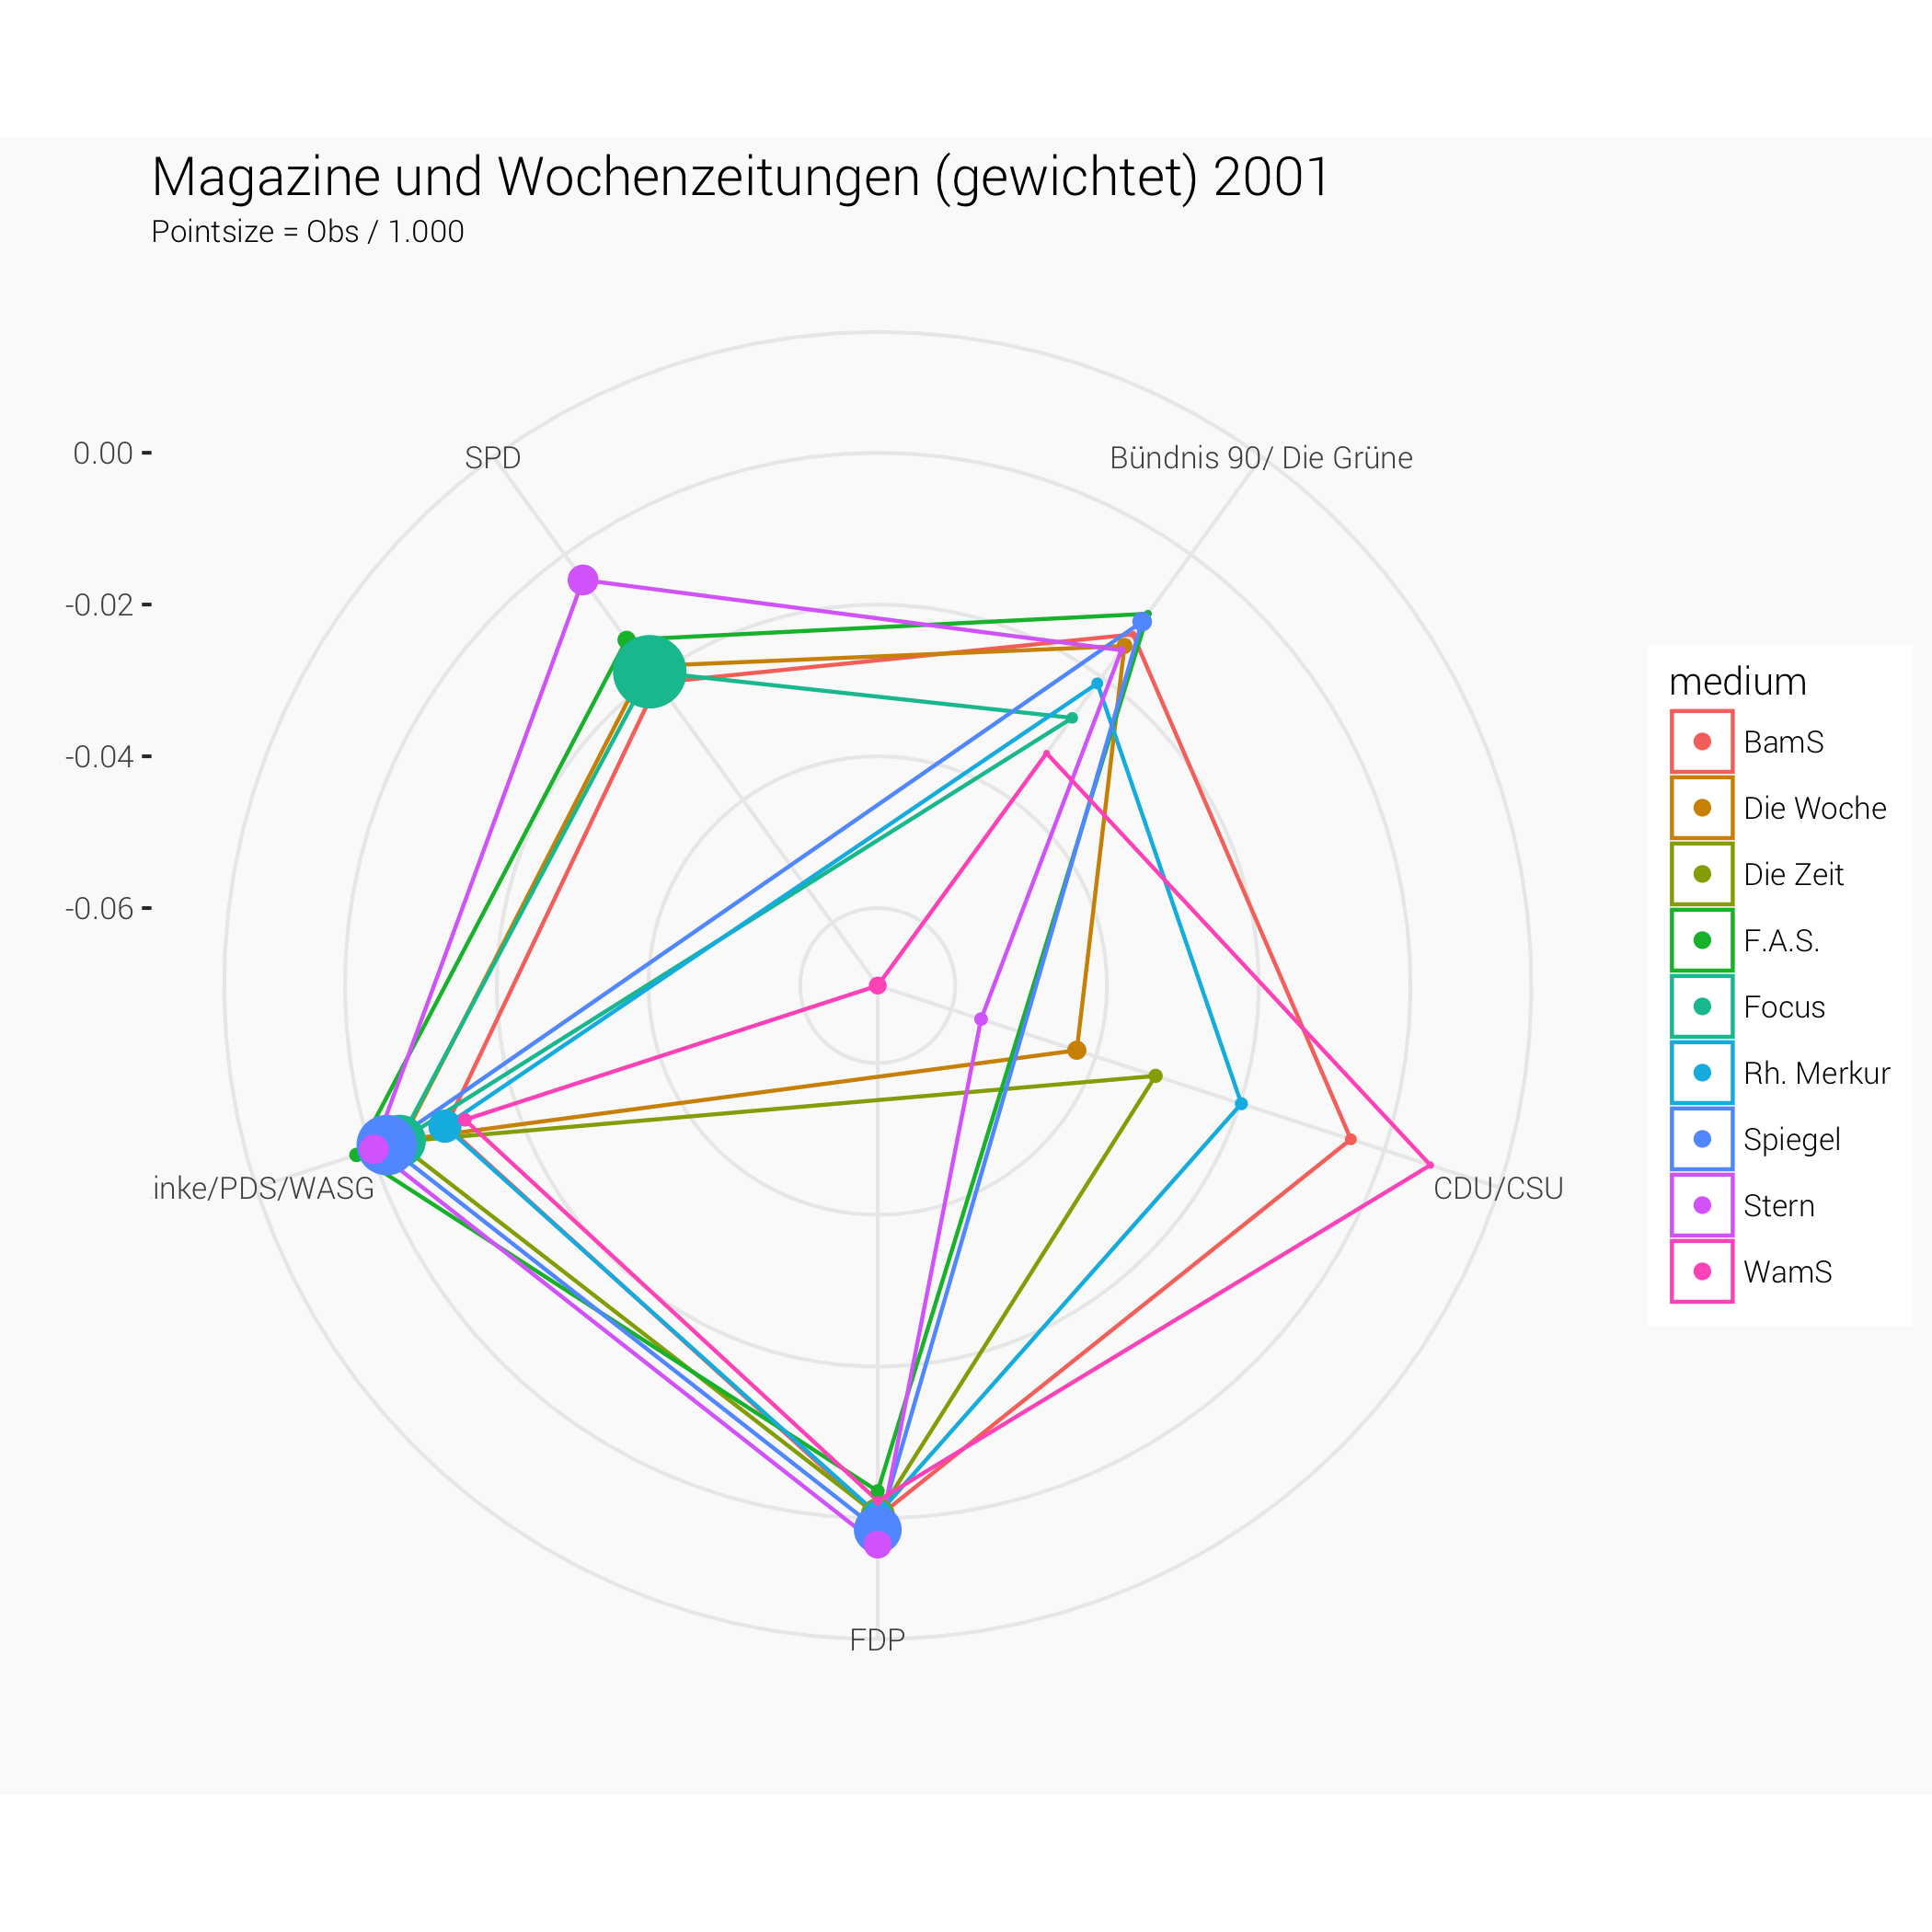 Magazine und Wochenzeitungen (gewichtet) 2001
Pointsize = Obs / 1.000
0.00
-0.02
-0.04
-0.06
SPD
Bündnis 90/ Die Grüne
inke/PDS/WASG
CDU/CSU
FDP
medium
BamS
Die Woche
Die Zeit
F.A.S.
Focus
Rh. Merkur
Spiegel
Stern
WamS